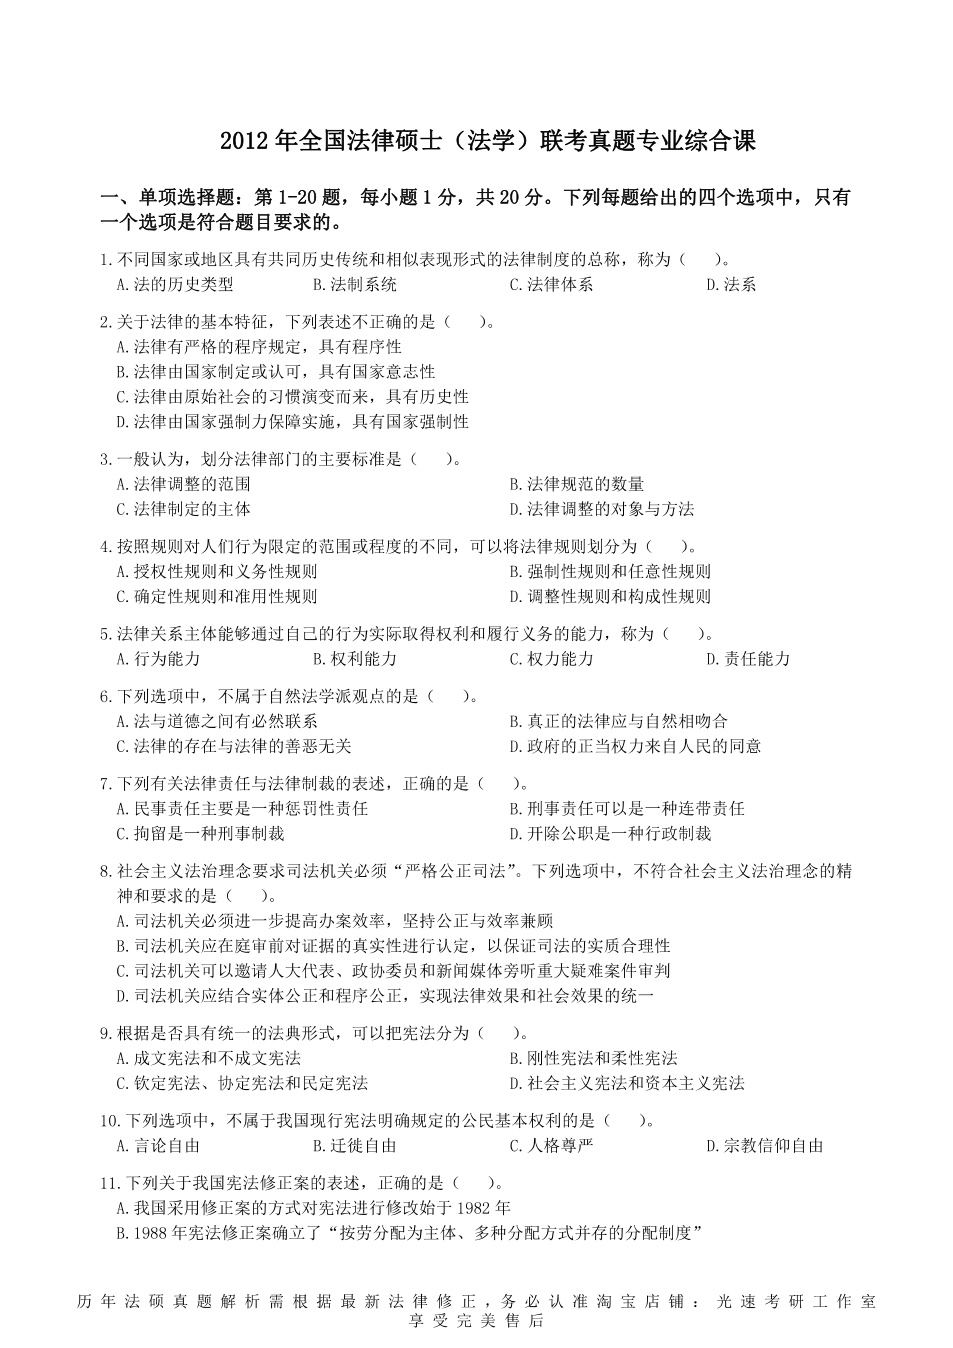 2012 年全国法律硕士（法学）联考真题专业综合课
一、单项选择题：第 1-20 题，每小题 1 分，共 20 分。下列每题给出的四个选项中，只有
一个选项是符合题目要求的。
1.不同国家或地区具有共同历史传统和相似表现形式的法律制度的总称，称为（　　）。
A.法的历史类型　　B.法制系统　　C.法律体系　　D.法系
2.关于法律的基本特征，下列表述不正确的是（　　）。
A.法律有严格的程序规定，具有程序性
B.法律由国家制定或认可，具有国家意志性
C.法律由原始社会的习惯演变而来，具有历史性
D.法律由国家强制力保障实施，具有国家强制性
3.一般认为，划分法律部门的主要标准是（　　）。
A.法律调整的范围　　B.法律规范的数量
C.法律制定的主体　　D.法律调整的对象与方法
4.按照规则对人们行为限定的范围或程度的不同，可以将法律规则划分为（　　）。
A.授权性规则和义务性规则　　B.强制性规则和任意性规则
C.确定性规则和准用性规则　　D.调整性规则和构成性规则
5.法律关系主体能够通过自己的行为实际取得权利和履行义务的能力，称为（　　）。
A.行为能力　　B.权利能力　　C.权力能力　　D.责任能力
6.下列选项中，不属于自然法学派观点的是（　　）。
A.法与道德之间有必然联系　　B.真正的法律应与自然相吻合
C.法律的存在与法律的善恶无关　　D.政府的正当权力来自人民的同意
7.下列有关法律责任与法律制裁的表述，正确的是（　　）。
A.民事责任主要是一种惩罚性责任　　B.刑事责任可以是一种连带责任
C.拘留是一种刑事制裁　　D.开除公职是一种行政制裁
8.社会主义法治理念要求司法机关必须“严格公正司法”。下列选项中，不符合社会主义法治理念的精
神和要求的是（　　）。
A.司法机关必须进一步提高办案效率，坚持公正与效率兼顾
B.司法机关应在庭审前对证据的真实性进行认定，以保证司法的实质合理性
C.司法机关可以邀请人大代表、政协委员和新闻媒体旁听重大疑难案件审判
D.司法机关应结合实体公正和程序公正，实现法律效果和社会效果的统一
9.根据是否具有统一的法典形式，可以把宪法分为（　　）。
A.成文宪法和不成文宪法　　B.刚性宪法和柔性宪法
C.钦定宪法、协定宪法和民定宪法　　D.社会主义宪法和资本主义宪法
10.下列选项中，不属于我国现行宪法明确规定的公民基本权利的是（　　）。
A.言论自由　　B.迁徙自由　　C.人格尊严　　D.宗教信仰自由
11.下列关于我国宪法修正案的表述，正确的是（　　）。
A.我国采用修正案的方式对宪法进行修改始于 1982 年
B.1988 年宪法修正案确立了“按劳分配为主体、多种分配方式并存的分配制度”
历年法硕真题解析需根据最新法律修正,务必认准淘宝店铺：光速考研工作室
享受完美售后